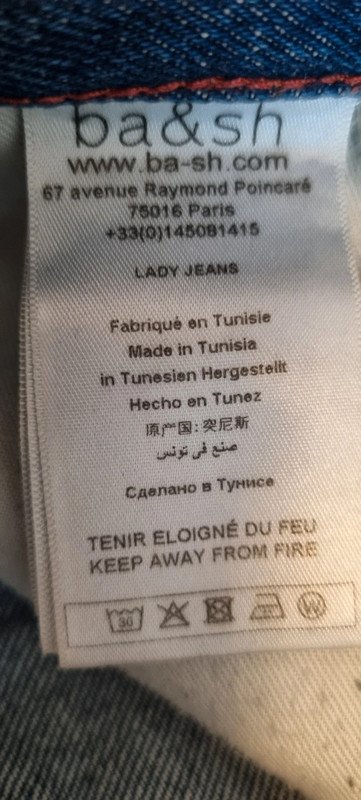 ba&sh
www.ba-sh.com
67 avenue Raymond Poincaré
75016 Paris
+33(0)145081415
LADY JEANS
Fabriqué en Tunisie
Made in Tunisia
in Tunesien Hergestellt
Hecho en Tunez
原产国:突尼斯
صنع في تونس
Сделано в Тунисе
TENIR ELOIGNÉ DU FEU
KEEP AWAY FROM FIRE
30 W